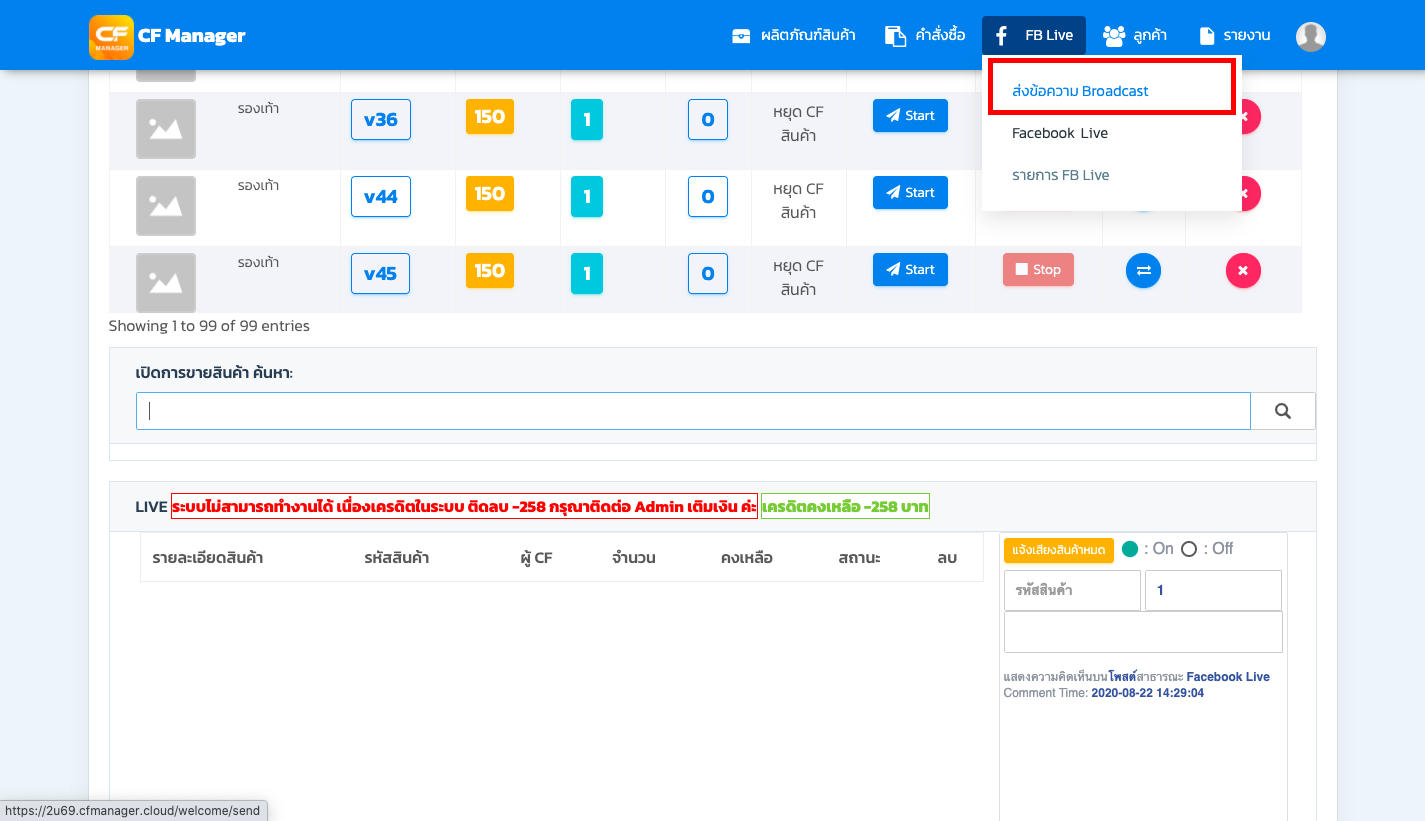 CF MANAGER CF Manager ผลิตภัณฑ์สินค้า คำสั่งซื้อ FB Live ลูกค้า รายงาน
ส่งข้อความ Broadcast
Facebook Live
รายการ FB Live
รองเท้า v36 150 1 0 หยุด CF สินค้า Start
รองเท้า v44 150 1 0 หยุด CF สินค้า Start
รองเท้า v45 150 1 0 หยุด CF สินค้า Start Stop
Showing 1 to 99 of 99 entries
เปิดการขายสินค้า ค้นหา:
LIVE ระบบไม่สามารถทำงานได้ เนื่องเครดิตในระบบ ติดลบ -258 กรุณาติดต่อ Admin เติมเงิน ค่ะ เครดิตคงเหลือ -258 บาท
รายละเอียดสินค้า รหัสสินค้า ผู้ CF จำนวน คงเหลือ สถานะ ลบ
แจ้งเสียงสินค้าหมด : On : Off
รหัสสินค้า 1
แสดงความคิดเห็นบนโพสต์สาธารณะ Facebook Live
Comment Time: 2020-08-22 14:29:04
https://2u69.cfmanager.cloud/welcome/send